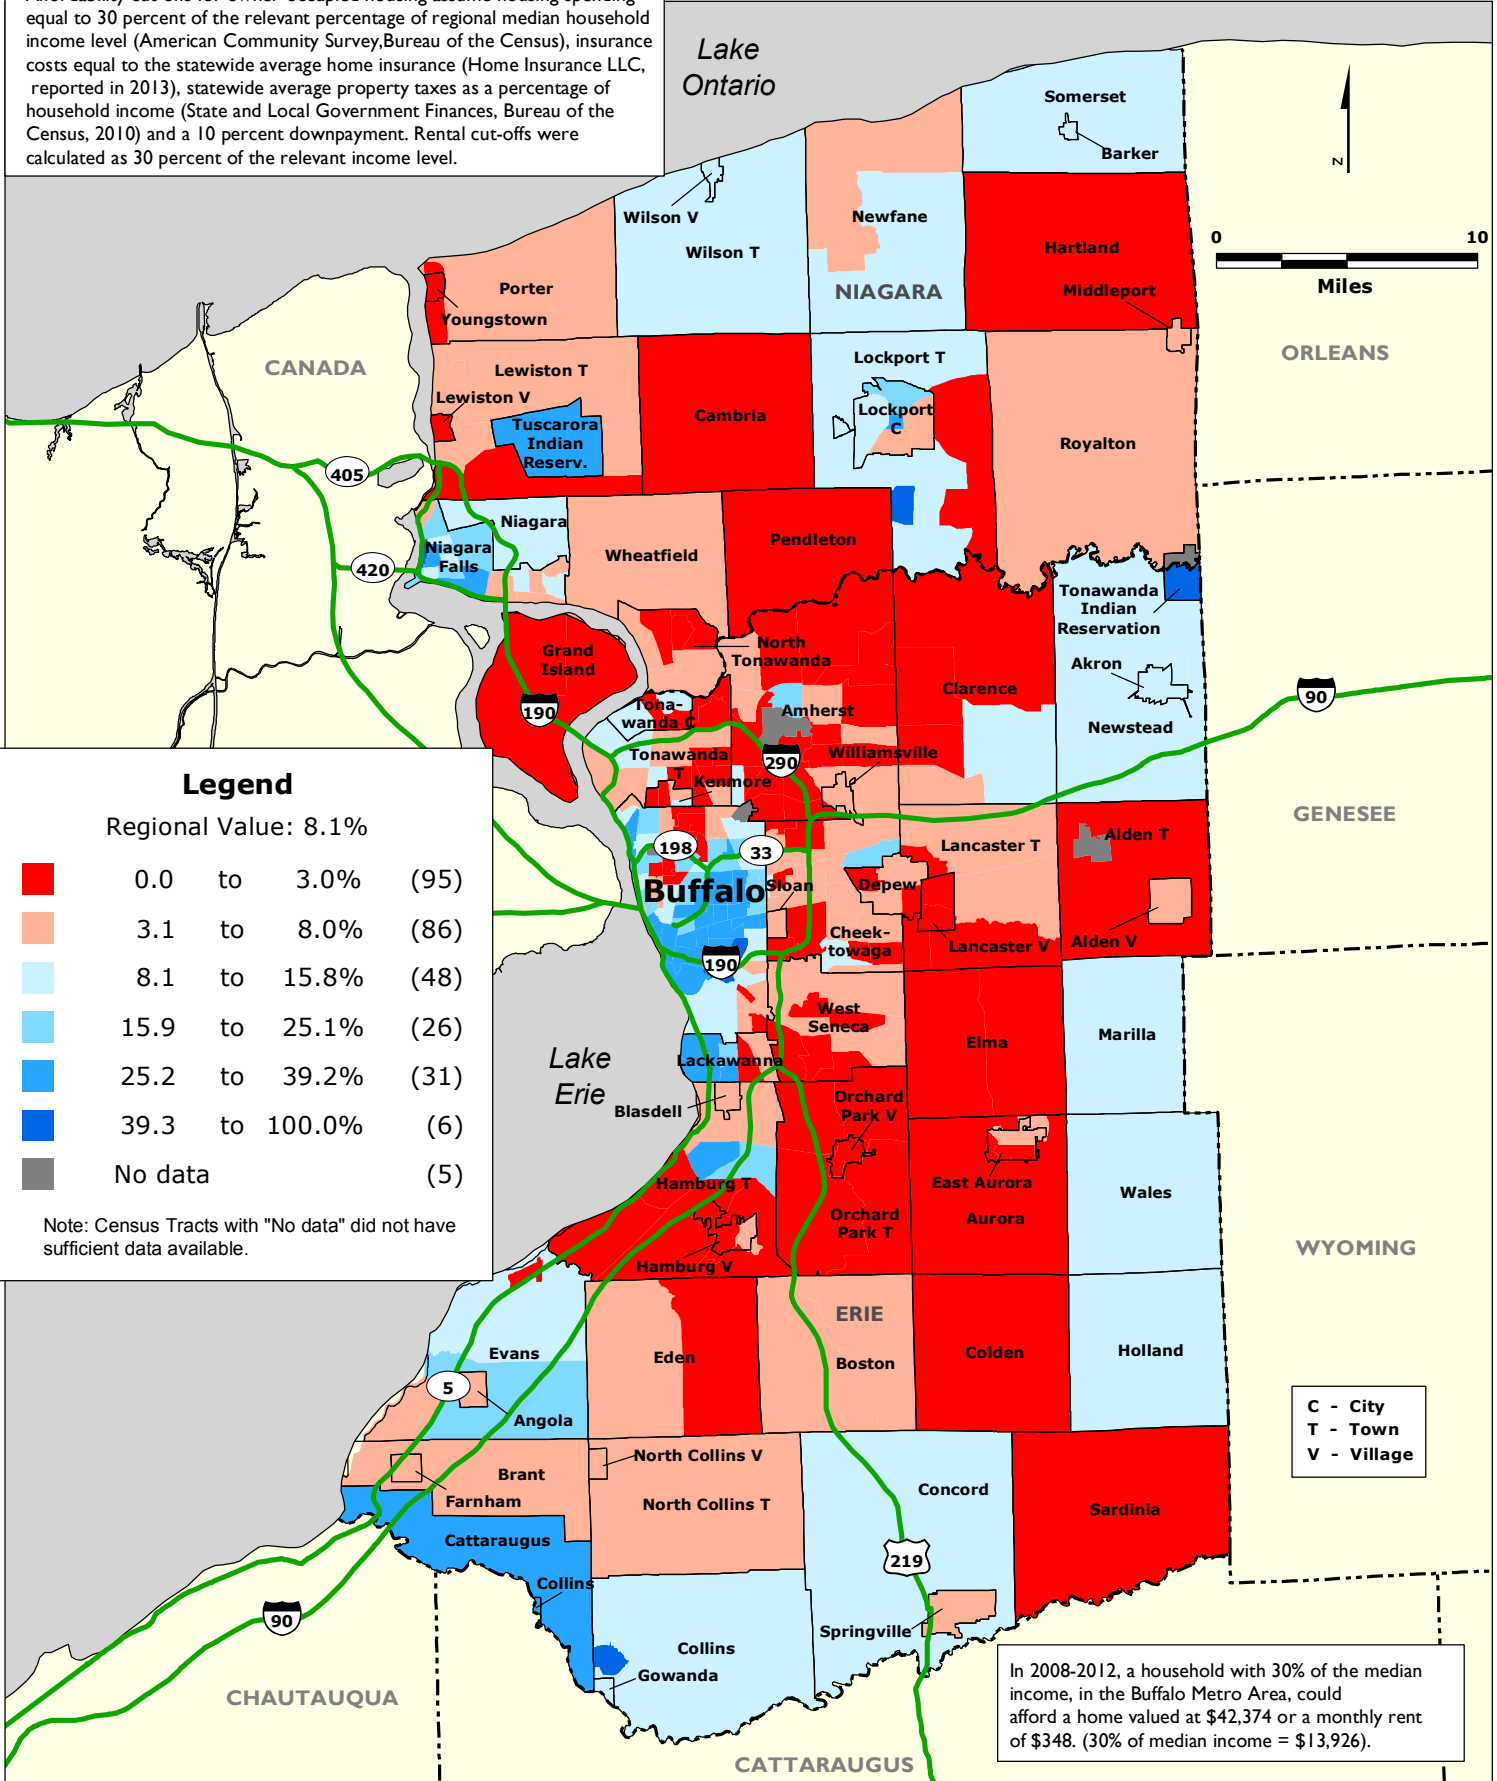 equal to 30 percent of the relevant percentage of regional median household
income level (American Community Survey,Bureau of the Census), insurance
costs equal to the statewide average home insurance (Home Insurance LLC,
reported in 2013), statewide average property taxes as a percentage of
household income (State and Local Government Finances, Bureau of the
Census, 2010) and a 10 percent downpayment. Rental cut-offs were
calculated as 30 percent of the relevant income level.
Lake
Ontario
Somerset
Barker
N
Wilson V
Wilson T
Newfane
Hartland
0 10
Miles
NIAGARA
Middleport
Porter
Youngstown
CANADA
ORLEANS
Lewiston T
Lewiston V
Lockport T
Lockport
C
Cambria
Tuscarora
Indian
Reserv.
Royalton
405
Niagara
Niagara
Falls
Wheatfield
Pendleton
420
Tonawanda
Indian
Reservation
Grand
Island
North
Tonawanda
Akron
Clarence
190
Tona-
wanda C
Amherst
Newstead
90
Tonawanda
T
290
Williamsville
Kenmore
GENESEE
198
33
Lancaster T
Alden T
Buffalo
Sloan
Depew
Cheek-
towaga
Lancaster V
Alden V
190
West
Seneca
Elma
Marilla
Lake
Erie
Lackawanna
Blasdell
Orchard
Park V
Hamburg T
East Aurora
Aurora
Wales
Orchard
Park T
Hamburg V
WYOMING
Legend
Regional Value: 8.1%
0.0 to 3.0% (95)
3.1 to 8.0% (86)
8.1 to 15.8% (48)
15.9 to 25.1% (26)
25.2 to 39.2% (31)
39.3 to 100.0% (6)
No data (5)
Note: Census Tracts with "No data" did not have
sufficient data available.
ERIE
Evans
Eden
Boston
Colden
Holland
5
Angola
C - City
T - Town
V - Village
North Collins V
Brant
Farnham
North Collins T
Concord
Sardinia
Cattaraugus
219
Collins
90
Springville
Collins
Gowanda
CHAUTAUQUA
CATTARAUGUS
In 2008-2012, a household with 30% of the median
income, in the Buffalo Metro Area, could
afford a home valued at $42,374 or a monthly rent
of $348. (30% of median income = $13,926).